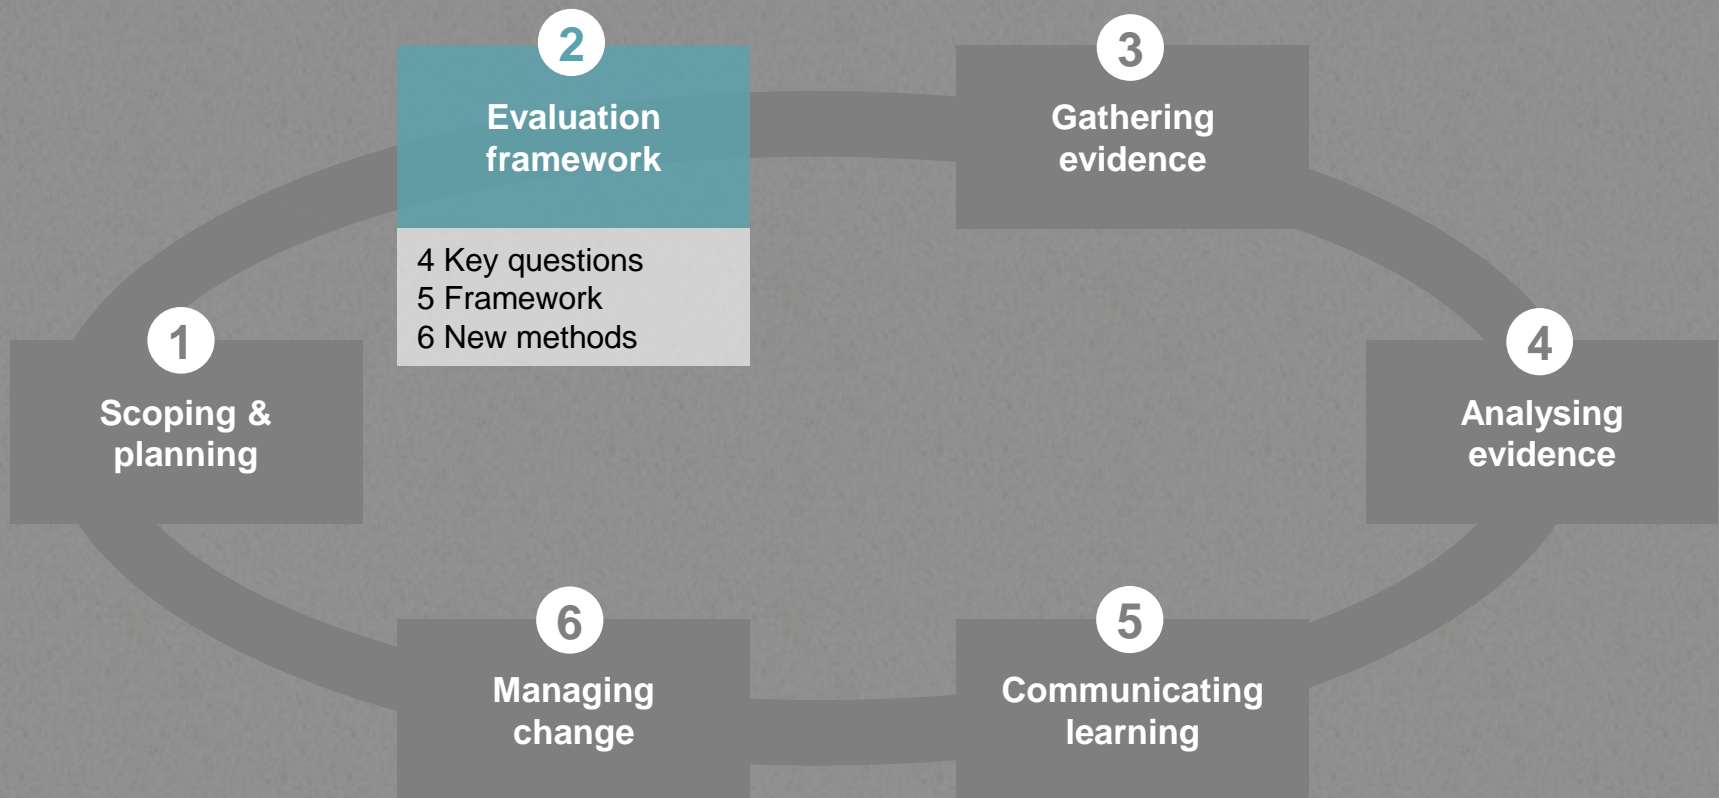 2
Evaluation
framework
4 Key questions
5 Framework
6 New methods
3
Gathering
evidence
1
Scoping &
planning
4
Analysing
evidence
6
Managing
change
5
Communicating
learning